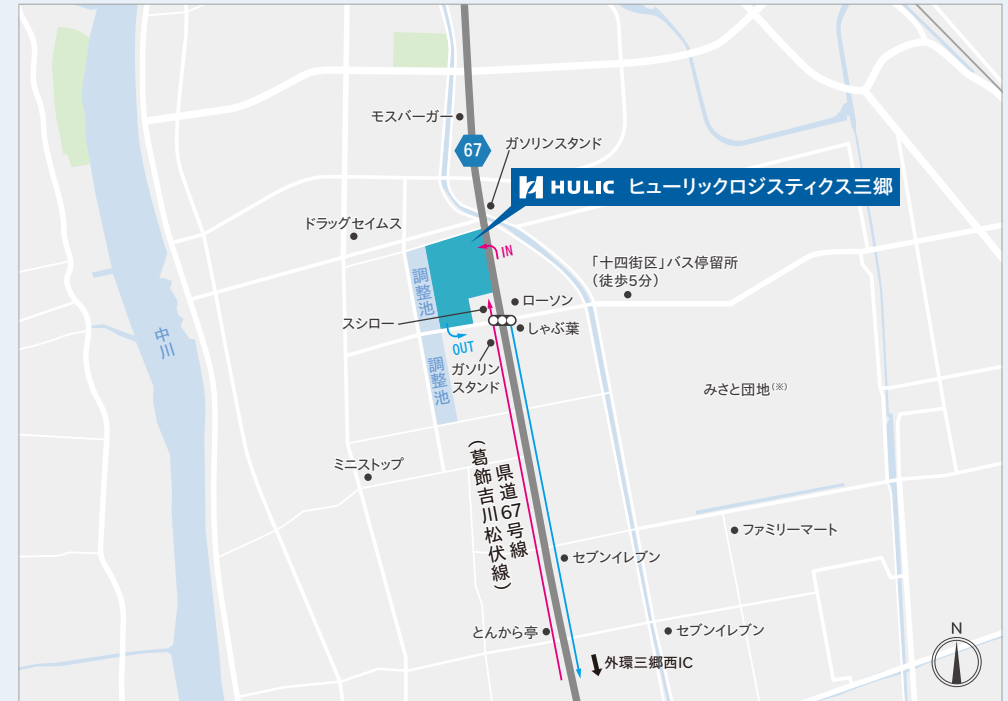 モスバーガー
67
ガソリンスタンド
HULIC ヒューリックロジスティクス三郷
ドラッグセイムス
IN
「十四街区」バス停留所
(徒歩5分)
調整池
ローソン
スシロー
しゃぶ葉
OUT
中川
ガソリン
スタンド
調整池
みさと団地(※)
県道67号線
(葛飾吉川松伏線)
ミニストップ
ファミリーマート
セブンイレブン
とんから亭
セブンイレブン
外環三郷西IC
N